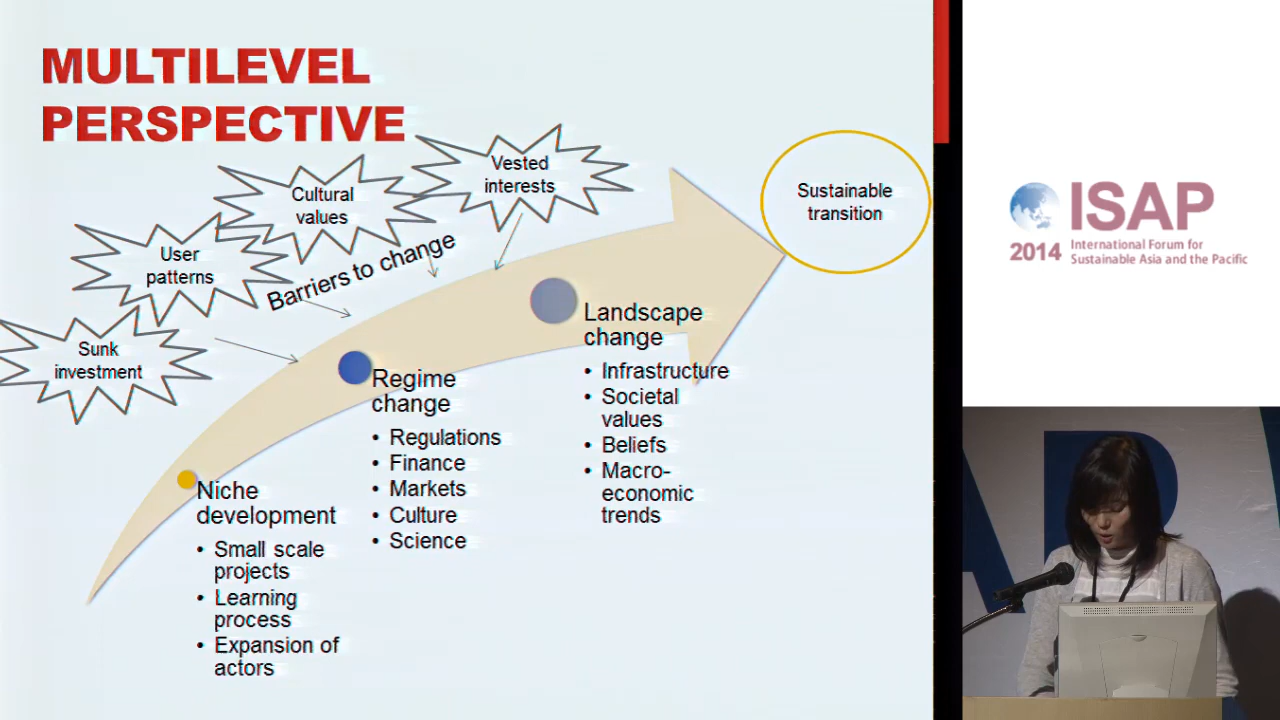 MULTILEVEL
PERSPECTIVE
Vested
interests
Cultural
values
User
patterns
Sunk
investment
Barriers to change
Sustainable
transition
Niche
development
• Small scale
projects
• Learning
process
• Expansion of
actors
Regime
change
• Regulations
• Finance
• Markets
• Culture
• Science
Landscape
change
• Infrastructure
• Societal
values
• Beliefs
• Macro-
economic
trends
ISAP
2014
International Forum for
Sustainable Asia and the Pacific